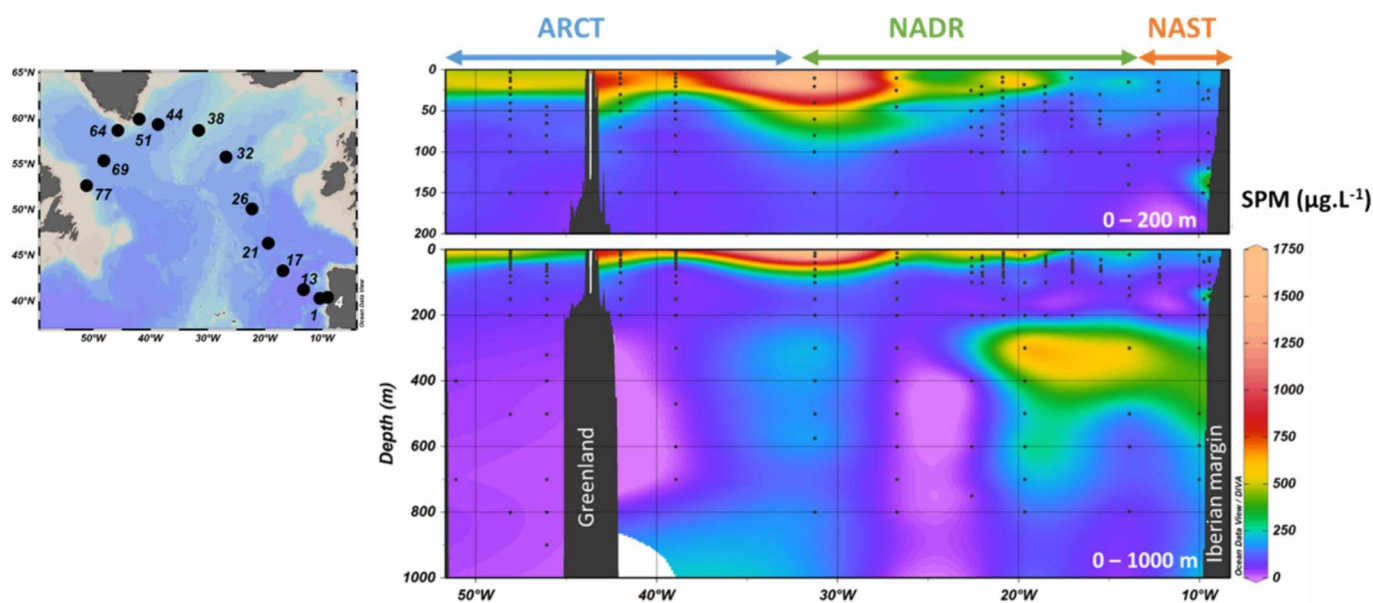 ARCT NADR NAST
65°N
60°N
55°N
50°N
45°N
40°N
50°W 40°W 30°W 20°W 10°W
64 51 44 38
69 32
77
26
21
17
13
1 4
Ocean Data View
0
50
100
150
200
0 – 200 m
SPM (µg.L-1)
0
200
400
600
800
1000
Depth (m)
Greenland
Iberian margin
0 – 1000 m
Ocean Data View / DIVA
50°W 40°W 30°W 20°W 10°W
1750
1500
1250
1000
750
500
250
0